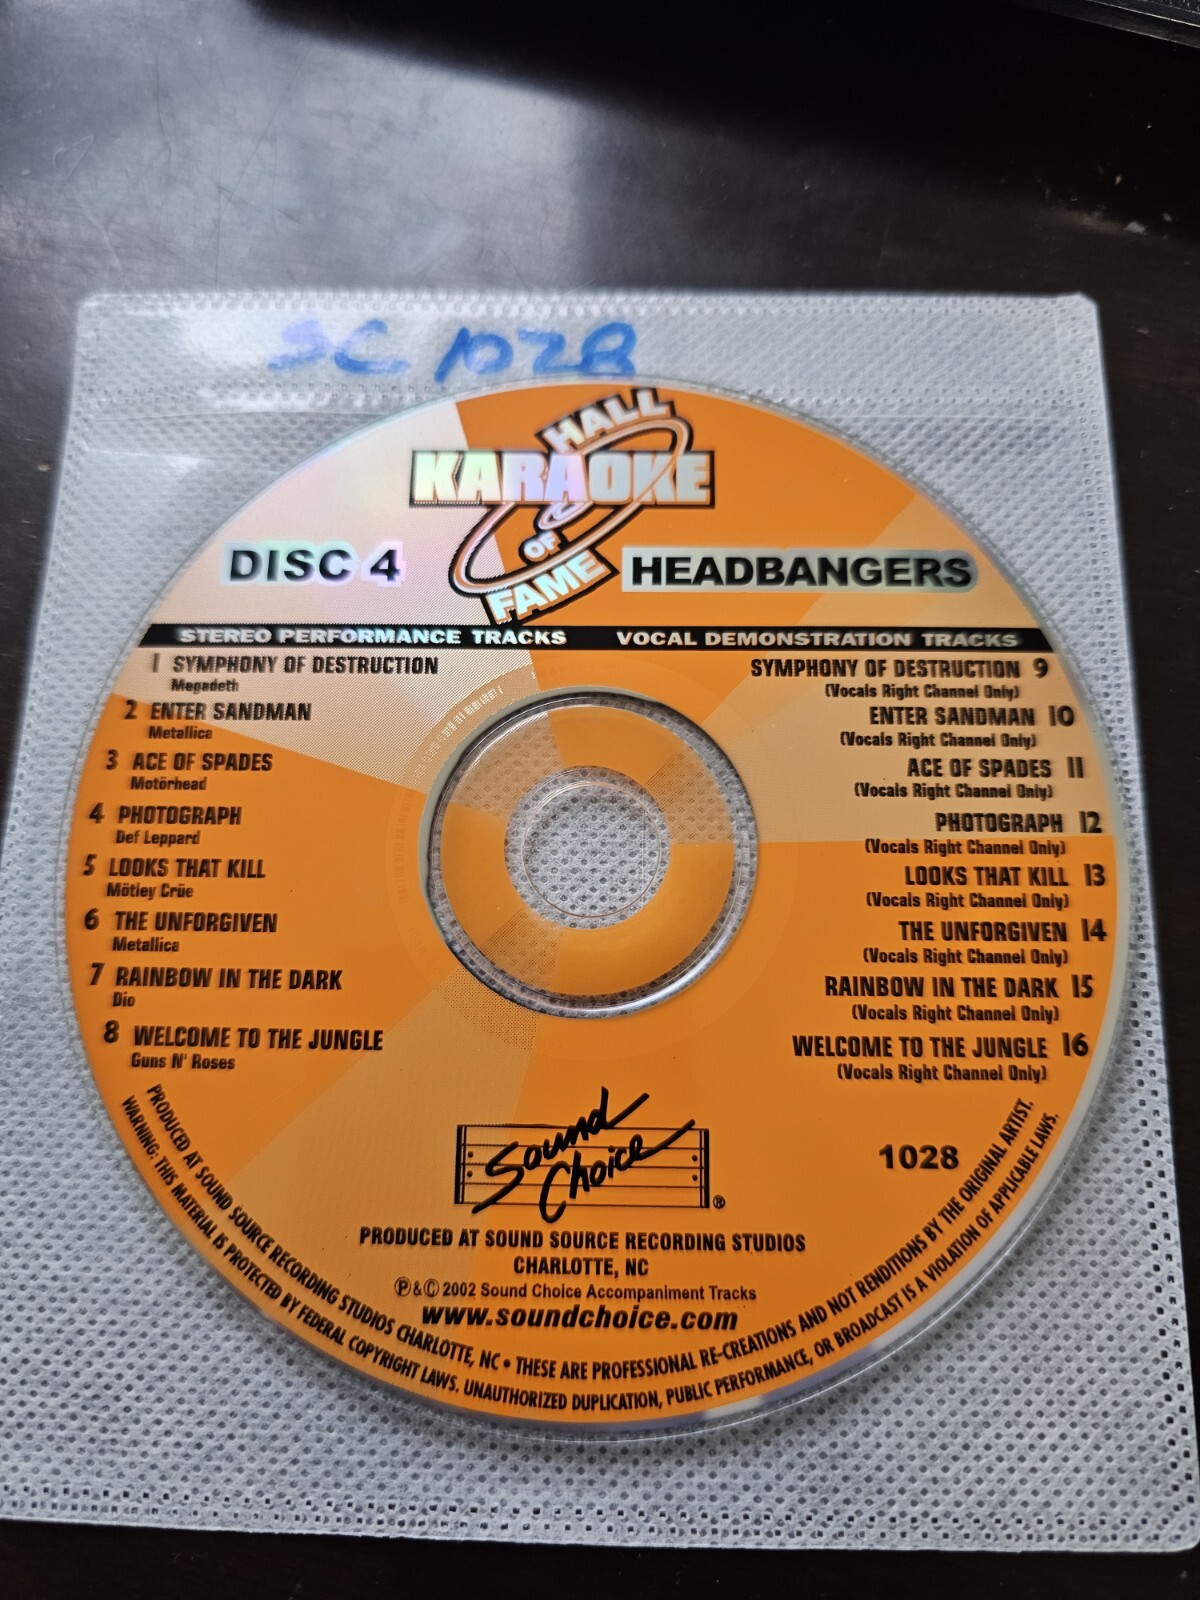 SC 1028
HALL
KARAOKE
OF
FAME
DISC 4
HEADBANGERS
STEREO PERFORMANCE TRACKS
VOCAL DEMONSTRATION TRACKS
1 SYMPHONY OF DESTRUCTION
Megadeth
2 ENTER SANDMAN
Metallica
3 ACE OF SPADES
Motörhead
4 PHOTOGRAPH
Def Leppard
5 LOOKS THAT KILL
Mötley Crüe
6 THE UNFORGIVEN
Metallica
7 RAINBOW IN THE DARK
Dio
8 WELCOME TO THE JUNGLE
Guns N' Roses
SYMPHONY OF DESTRUCTION 9
(Vocals Right Channel Only)
ENTER SANDMAN 10
(Vocals Right Channel Only)
ACE OF SPADES 11
(Vocals Right Channel Only)
PHOTOGRAPH 12
(Vocals Right Channel Only)
LOOKS THAT KILL 13
(Vocals Right Channel Only)
THE UNFORGIVEN 14
(Vocals Right Channel Only)
RAINBOW IN THE DARK 15
(Vocals Right Channel Only)
WELCOME TO THE JUNGLE 16
(Vocals Right Channel Only)
Sound
Choice ®
1028
PRODUCED AT SOUND SOURCE RECORDING STUDIOS
CHARLOTTE, NC
℗&© 2002 Sound Choice Accompaniment Tracks
www.soundchoice.com
PRODUCED AT SOUND SOURCE RECORDING STUDIOS CHARLOTTE, NC • THESE ARE PROFESSIONAL RE-CREATIONS AND NOT RENDITIONS BY THE ORIGINAL ARTIST.
WARNING: THIS MATERIAL IS PROTECTED BY FEDERAL COPYRIGHT LAWS. UNAUTHORIZED DUPLICATION, PUBLIC PERFORMANCE, OR BROADCAST IS A VIOLATION OF APPLICABLE LAWS.